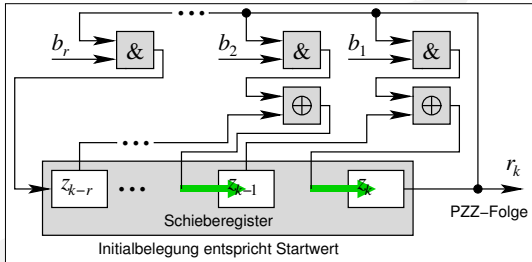 b_r & b_2 & b_1 &
⊕ ⊕
r_k
z_{k-r} z_{k-1} z_k
PZZ-Folge
Schieberegister
Initialbelegung entspricht Startwert